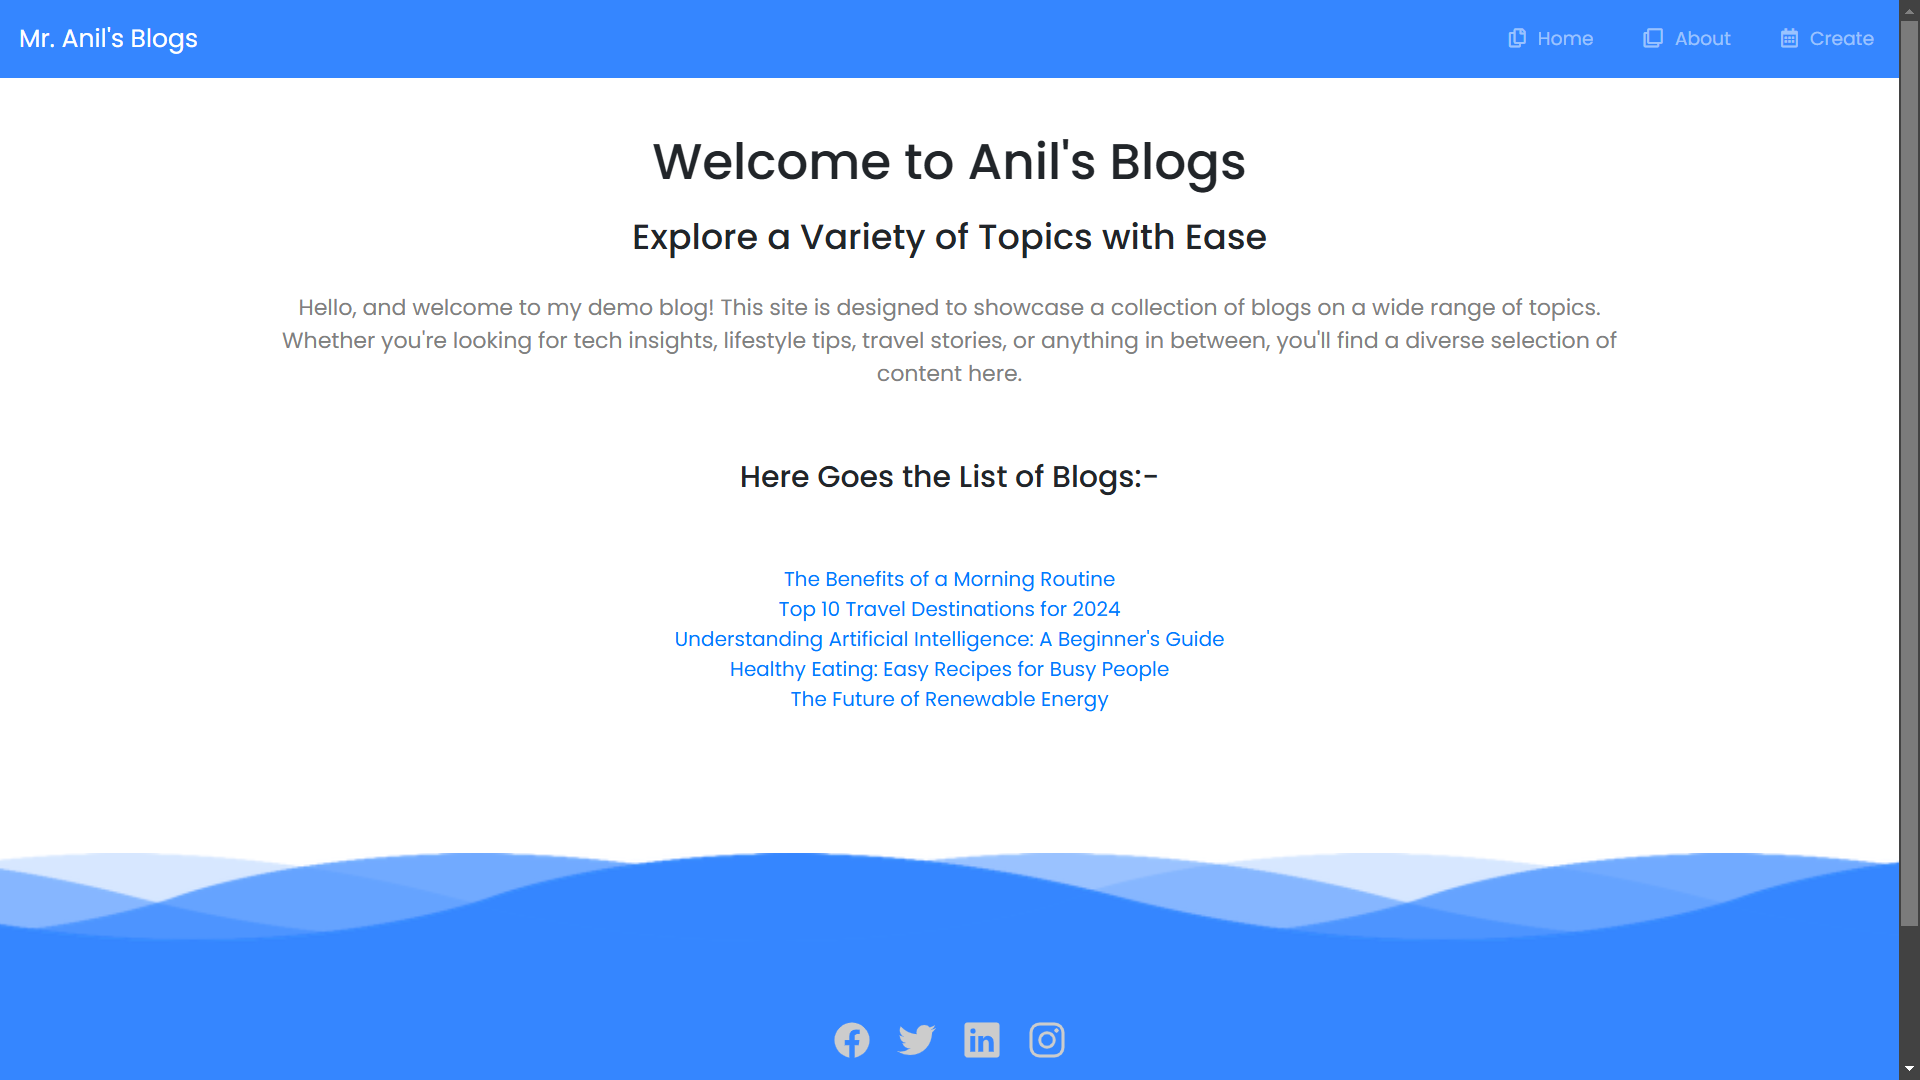 Mr. Anil's Blogs
Home
About
Create
Welcome to Anil's Blogs
Explore a Variety of Topics with Ease
Hello, and welcome to my demo blog! This site is designed to showcase a collection of blogs on a wide range of topics.
Whether you're looking for tech insights, lifestyle tips, travel stories, or anything in between, you'll find a diverse selection of
content here.
Here Goes the List of Blogs:-
The Benefits of a Morning Routine
Top 10 Travel Destinations for 2024
Understanding Artificial Intelligence: A Beginner's Guide
Healthy Eating: Easy Recipes for Busy People
The Future of Renewable Energy